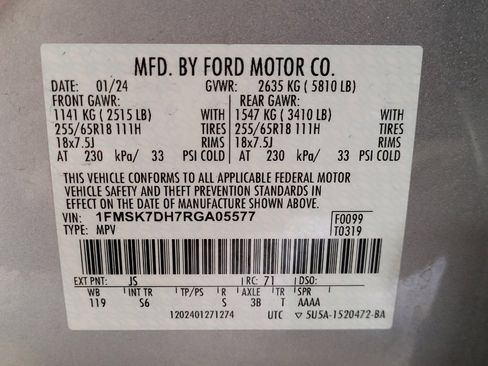 MFD. BY FORD MOTOR CO.
DATE: 01/24 GVWR: 2635 KG ( 5810 LB)
FRONT GAWR: REAR GAWR:
1141 KG ( 2515 LB) WITH 1547 KG ( 3410 LB) WITH
255/65R18 111H TIRES 255/65R18 111H TIRES
18x7.5J RIMS 18x7.5J RIMS
AT 230 kPa/ 33 PSI COLD AT 230 kPa/ 33 PSI COLD
THIS VEHICLE CONFORMS TO ALL APPLICABLE FEDERAL MOTOR
VEHICLE SAFETY AND THEFT PREVENTION STANDARDS IN
EFFECT ON THE DATE OF MANUFACTURE SHOWN ABOVE.
VIN: 1FMSK7DH7RGA05577 F0099
TYPE: MPV T0319
EXT PNT: JS RC: 71 DSO:
WB INT TR TP/PS R AXLE TR SPR
119 S6 S 3B T AAAA
1202401271274 UTC ▽ 5U5A-1520472-BA